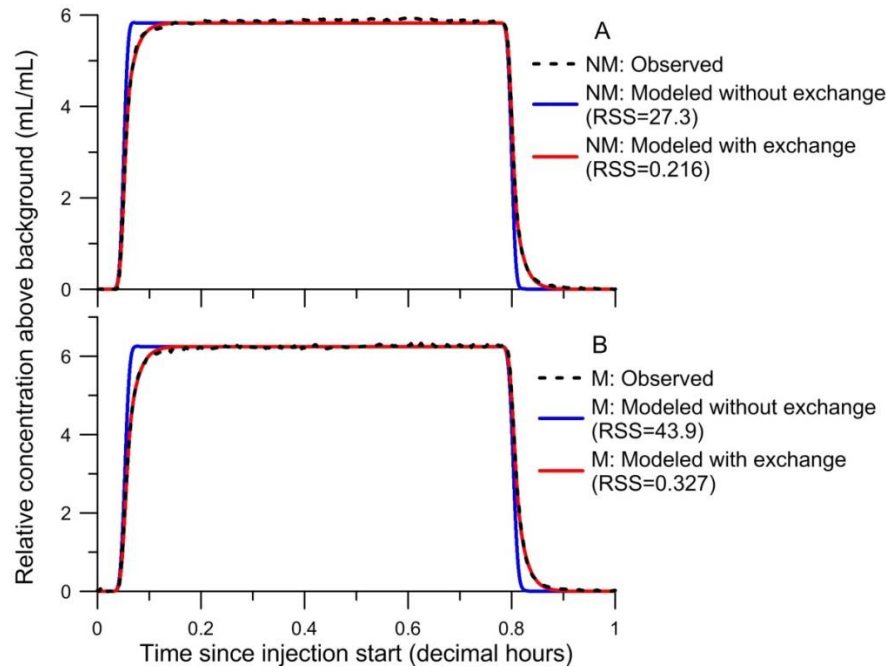 Relative concentration above background (mL/mL)
6
4
2
0
A
NM: Observed
NM: Modeled without exchange
(RSS=27.3)
NM: Modeled with exchange
(RSS=0.216)
6
4
2
0
B
M: Observed
M: Modeled without exchange
(RSS=43.9)
M: Modeled with exchange
(RSS=0.327)
0 0.2 0.4 0.6 0.8 1
Time since injection start (decimal hours)